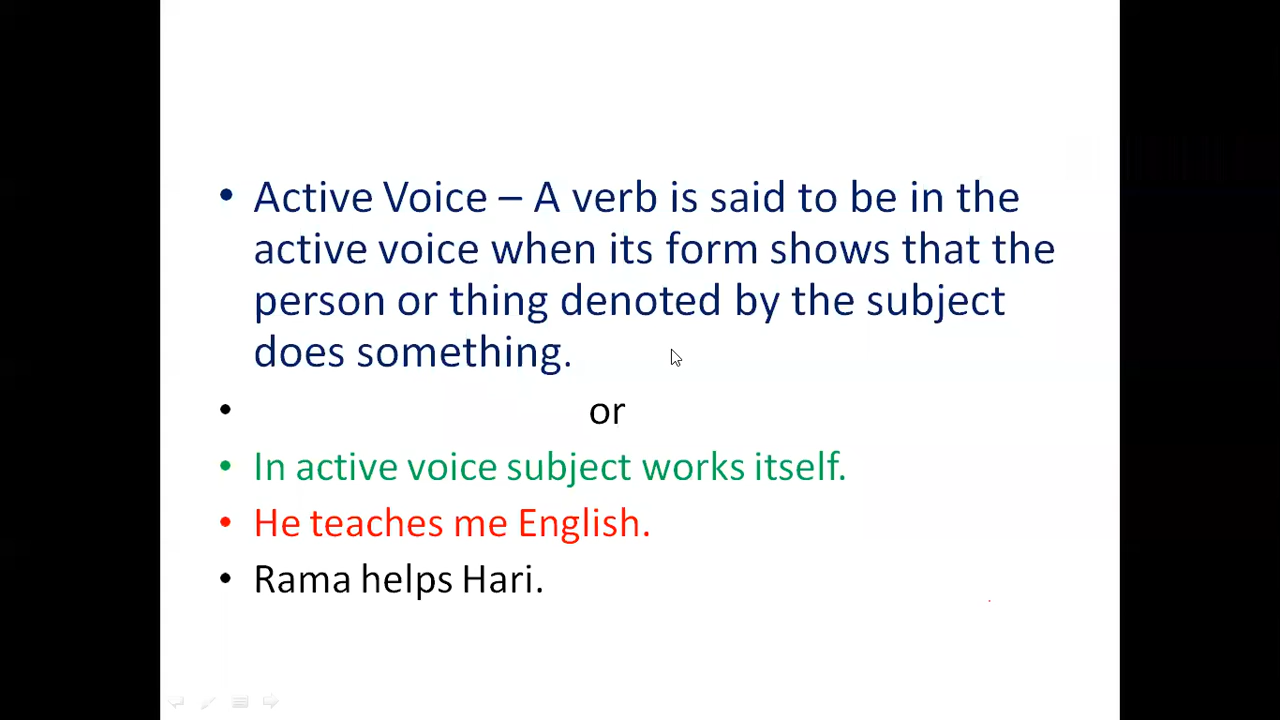 • Active Voice – A verb is said to be in the
active voice when its form shows that the
person or thing denoted by the subject
does something.
• or
• In active voice subject works itself.
• He teaches me English.
• Rama helps Hari.